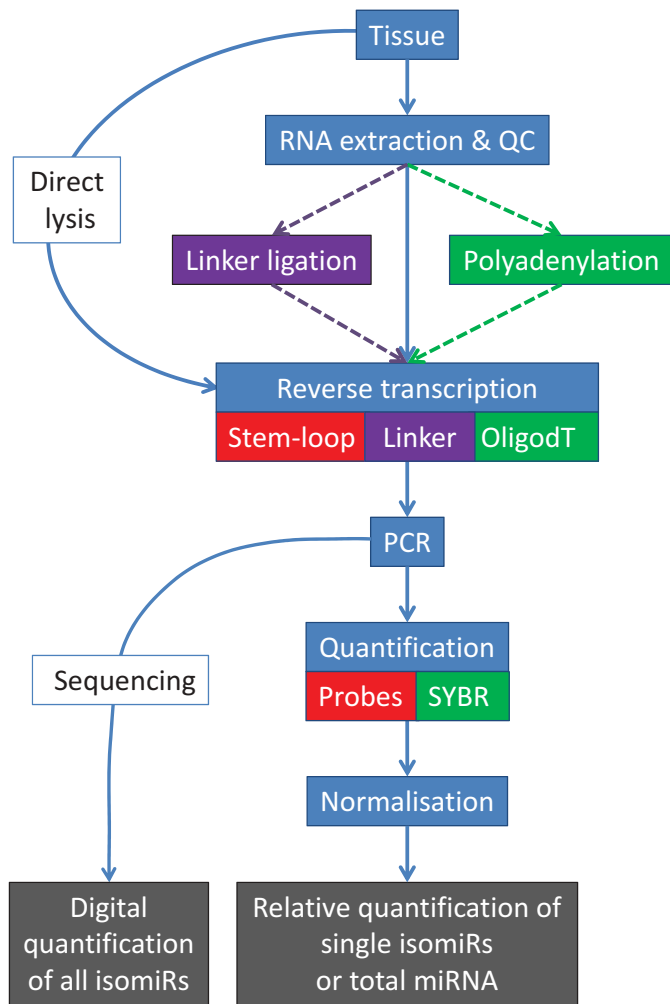 Tissue
RNA extraction & QC
Direct
lysis
Linker ligation
Polyadenylation
Reverse transcription
Stem-loop
Linker
OligodT
PCR
Quantification
Sequencing
Probes
SYBR
Normalisation
Digital
quantification
of all isomiRs
Relative quantification of
single isomiRs
or total miRNA